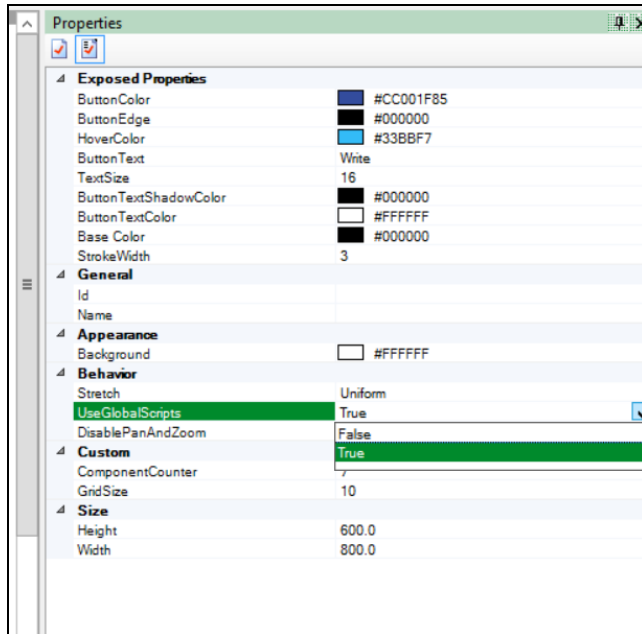 Properties
Exposed Properties
ButtonColor #CC001F85
ButtonEdge #000000
HoverColor #33BBF7
ButtonText Write
TextSize 16
ButtonTextShadowColor #000000
ButtonTextColor #FFFFFF
Base Color #000000
StrokeWidth 3
General
Id
Name
Appearance
Background #FFFFFF
Behavior
Stretch Uniform
UseGlobalScripts True
DisablePanAndZoom False
Custom True
ComponentCounter 7
GridSize 10
Size
Height 600.0
Width 800.0